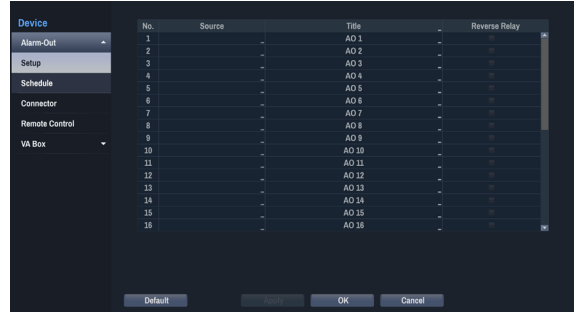 Device
Alarm-Out
Setup
Schedule
Connector
Remote Control
VA Box
No. Source Title Reverse Relay
1 AO 1
2 AO 2
3 AO 3
4 AO 4
5 AO 5
6 AO 6
7 AO 7
8 AO 8
9 AO 9
10 AO 10
11 AO 11
12 AO 12
13 AO 13
14 AO 14
15 AO 15
16 AO 16
Default Apply OK Cancel